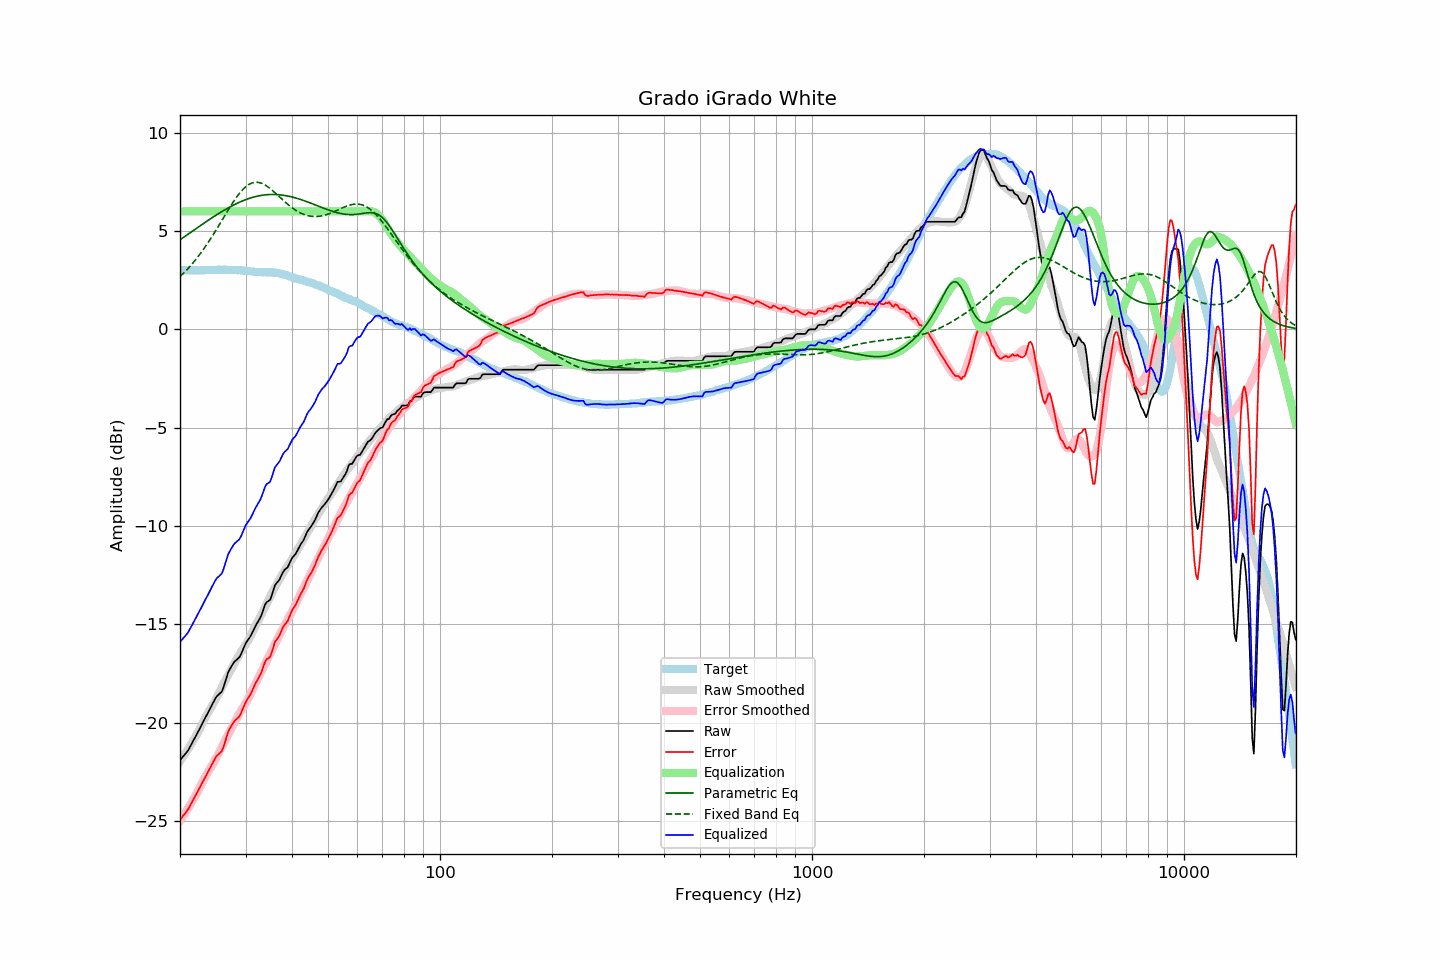 Grado iGrado White
10
5
0
−5
−10
−15
−20
−25
Amplitude (dBr)
100
1000
10000
Frequency (Hz)
Target
Raw Smoothed
Error Smoothed
Raw
Error
Equalization
Parametric Eq
Fixed Band Eq
Equalized